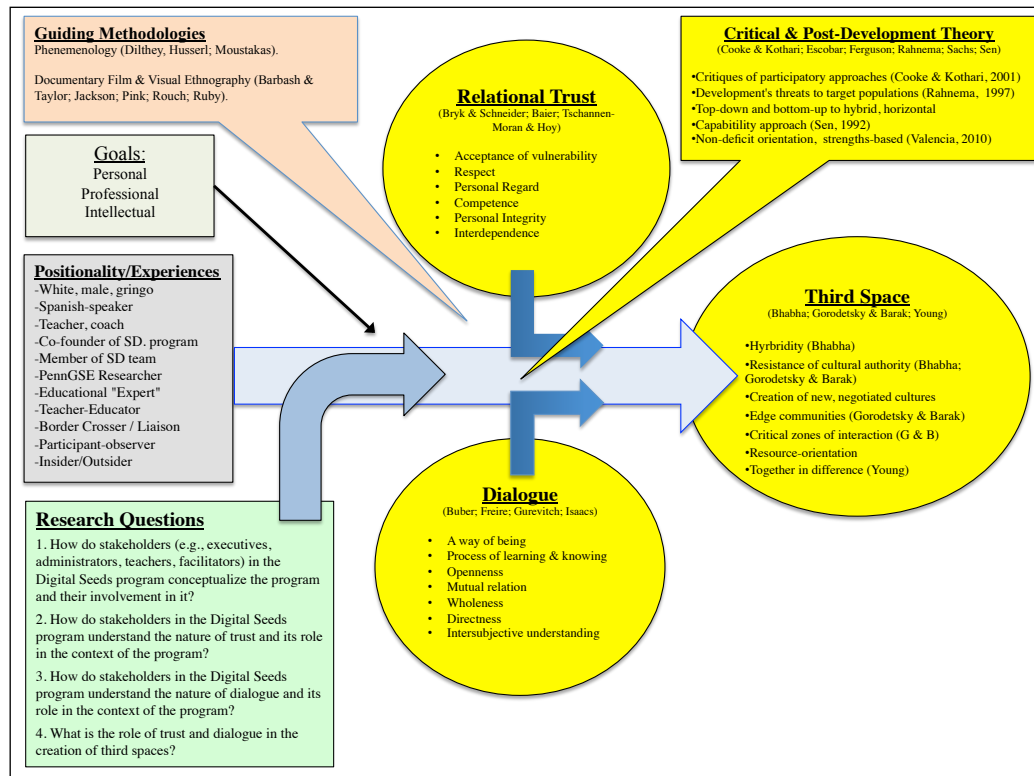 Guiding Methodologies
Phenemenology (Dilthey, Husserl; Moustakas).
Documentary Film & Visual Ethnography (Barbash &
Taylor; Jackson; Pink; Rouch; Ruby).
Goals:
Personal
Professional
Intellectual
Positionality/Experiences
-White, male, gringo
-Spanish-speaker
-Teacher, coach
-Co-founder of SD. program
-Member of SD team
-PennGSE Researcher
-Educational "Expert"
-Teacher-Educator
-Border Crosser / Liaison
-Participant-observer
-Insider/Outsider
Research Questions
1. How do stakeholders (e.g., executives,
administrators, teachers, facilitators) in the
Digital Seeds program conceptualize the program
and their involvement in it?
2. How do stakeholders in the Digital Seeds
program understand the nature of trust and its role
in the context of the program?
3. How do stakeholders in the Digital Seeds
program understand the nature of dialogue and its
role in the context of the program?
4. What is the role of trust and dialogue in the
creation of third spaces?
Relational Trust
(Bryk & Schneider; Baier; Tschannen-
Moran & Hoy)
• Acceptance of vulnerability
• Respect
• Personal Regard
• Competence
• Personal Integrity
• Interdependence
Dialogue
(Buber; Freire; Gurevitch; Isaacs)
• A way of being
• Process of learning & knowing
• Opennenss
• Mutual relation
• Wholeness
• Directness
• Intersubjective understanding
Critical & Post-Development Theory
(Cooke & Kothari; Escobar; Ferguson; Rahnema; Sachs; Sen)
•Critiques of participatory approaches (Cooke & Kothari, 2001)
•Development's threats to target populations (Rahnema, 1997)
•Top-down and bottom-up to hybrid, horizontal
•Capabitility approach (Sen, 1992)
•Non-deficit orientation, strengths-based (Valencia, 2010)
Third Space
(Bhabha; Gorodetsky & Barak; Young)
•Hyrbridity (Bhabha)
•Resistance of cultural authority (Bhabha;
Gorodetsky & Barak)
•Creation of new, negotiated cultures
•Edge communities (Gorodetsky & Barak)
•Critical zones of interaction (G & B)
•Resource-orientation
•Together in difference (Young)